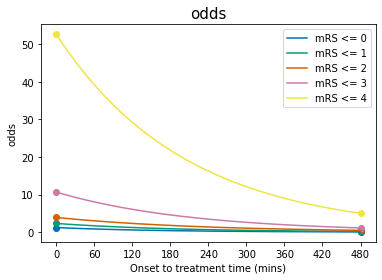 odds
mRS <= 0
mRS <= 1
mRS <= 2
mRS <= 3
mRS <= 4
50
40
30
20
10
0
odds
0 60 120 180 240 300 360 420 480
Onset to treatment time (mins)